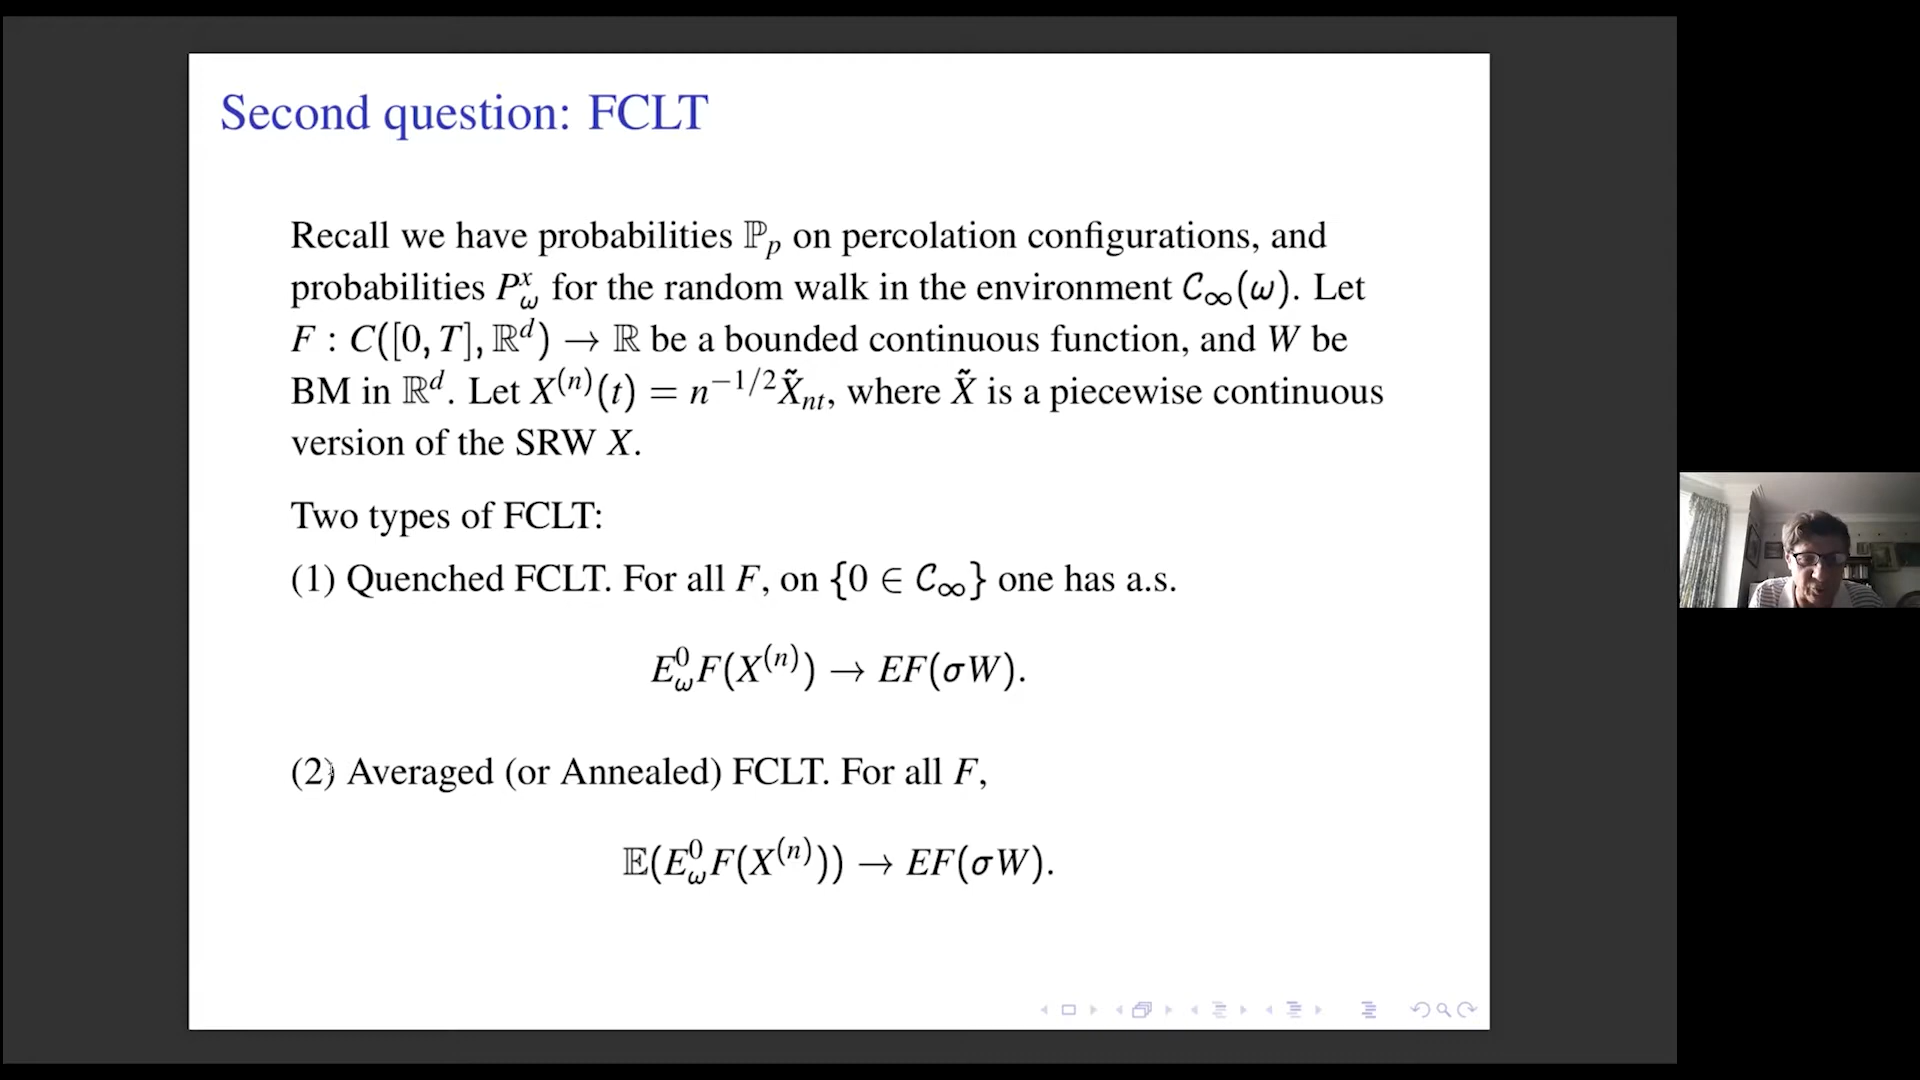 Second question: FCLT
Recall we have probabilities ℙ_p on percolation configurations, and
probabilities P^x_ω for the random walk in the environment 𝒞_∞(ω). Let
F : C([0, T], ℝ^d) → ℝ be a bounded continuous function, and W be
BM in ℝ^d. Let X^(n)(t) = n^{−1/2}X̃_{nt}, where X̃ is a piecewise continuous
version of the SRW X.
Two types of FCLT:
(1) Quenched FCLT. For all F, on {0 ∈ 𝒞_∞} one has a.s.
E^0_ω F(X^(n)) → EF(σW).
(2) Averaged (or Annealed) FCLT. For all F,
𝔼(E^0_ω F(X^(n))) → EF(σW).